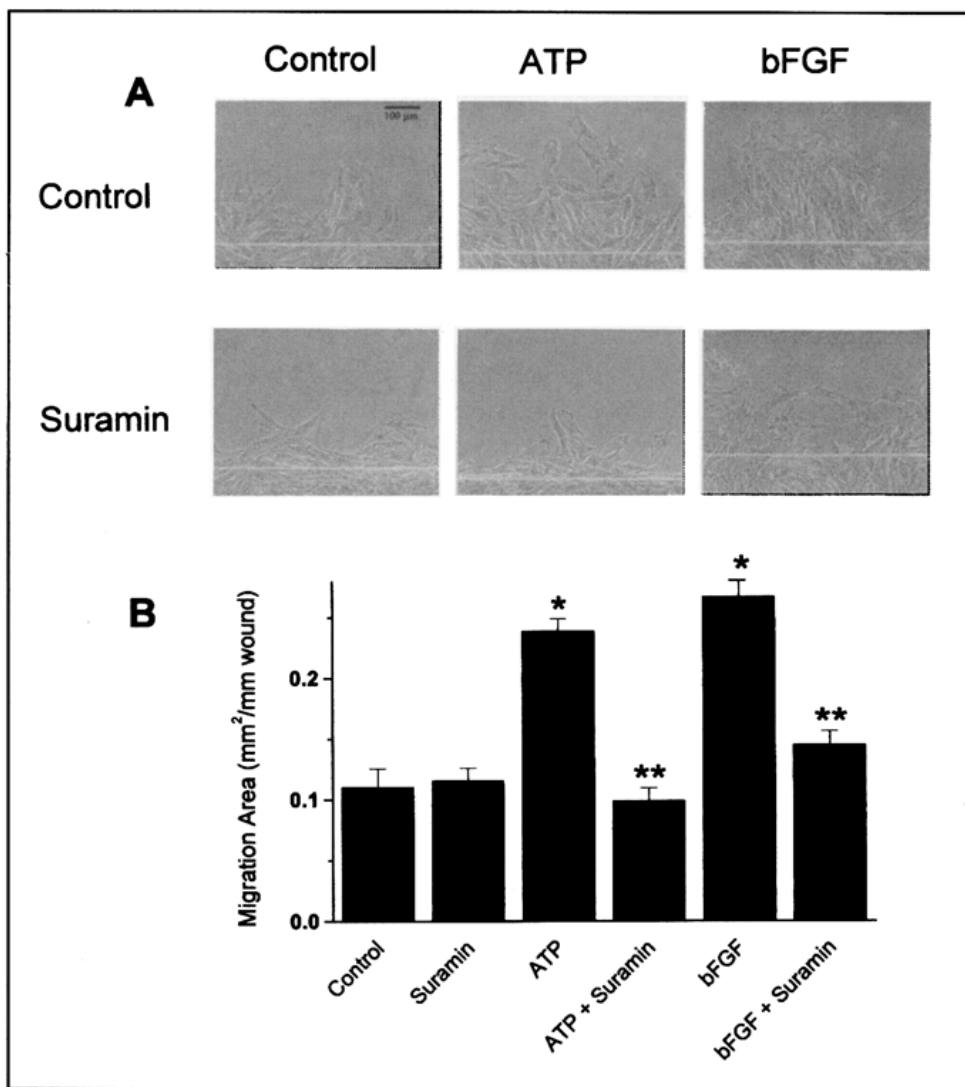 Control ATP bFGF
A
100 µm
Control
Suramin
B
Migration Area (mm²/mm wound)
0.2
0.1
0.0
*
**
*
**
Control
Suramin
ATP
ATP + Suramin
bFGF
bFGF + Suramin